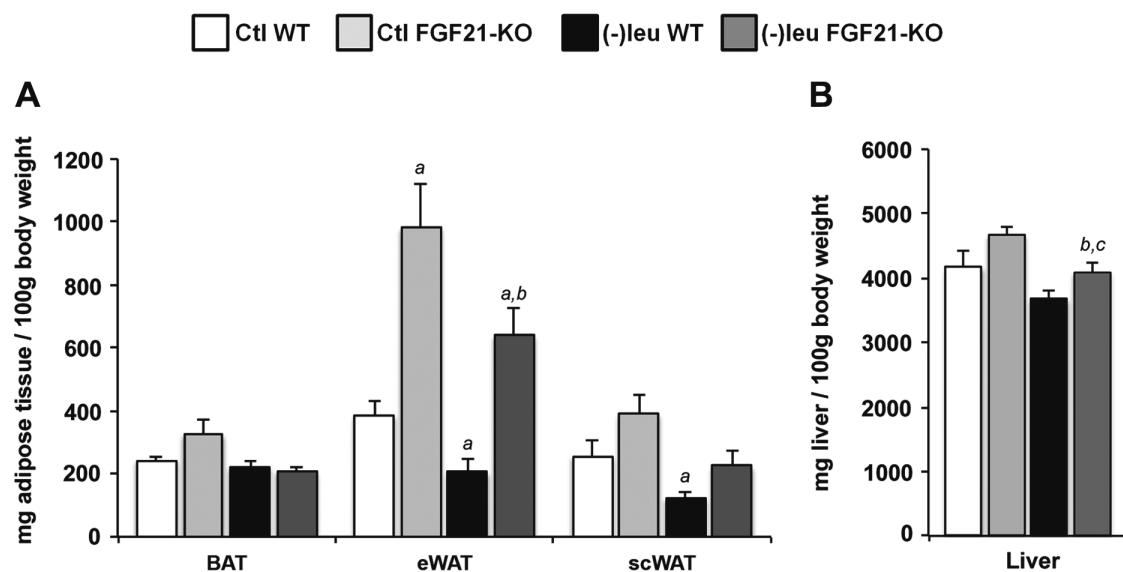 Ctl WT Ctl FGF21-KO (-)leu WT (-)leu FGF21-KO
A
mg adipose tissue / 100g body weight
1200
1000
800
600
400
200
0
a
a
a,b
a
BAT eWAT scWAT
B
mg liver / 100g body weight
6000
5000
4000
3000
2000
1000
0
b,c
Liver